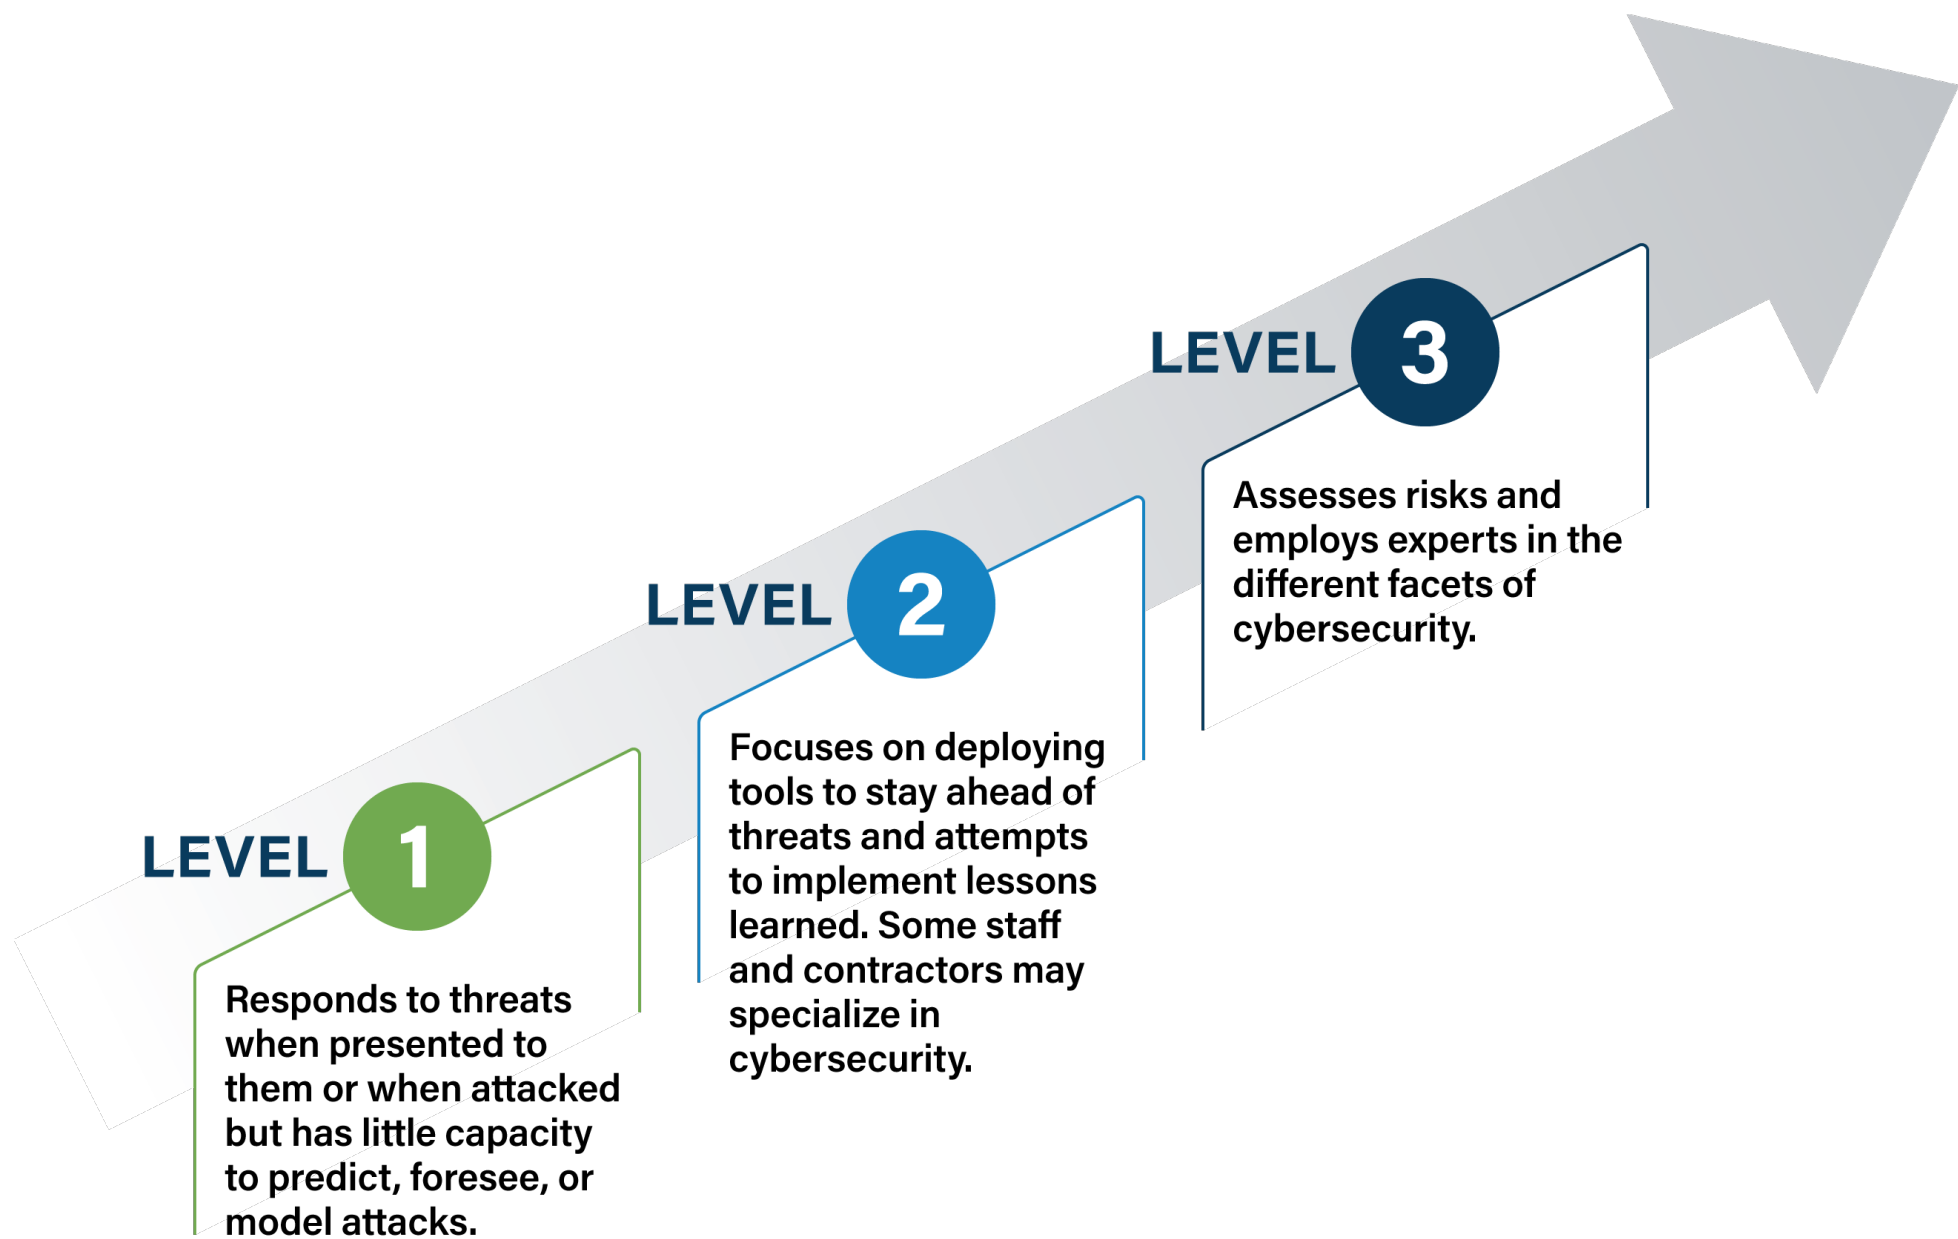 LEVEL 1
Responds to threats
when presented to
them or when attacked
but has little capacity
to predict, foresee, or
model attacks.
LEVEL 2
Focuses on deploying
tools to stay ahead of
threats and attempts
to implement lessons
learned. Some staff
and contractors may
specialize in
cybersecurity.
LEVEL 3
Assesses risks and
employs experts in the
different facets of
cybersecurity.